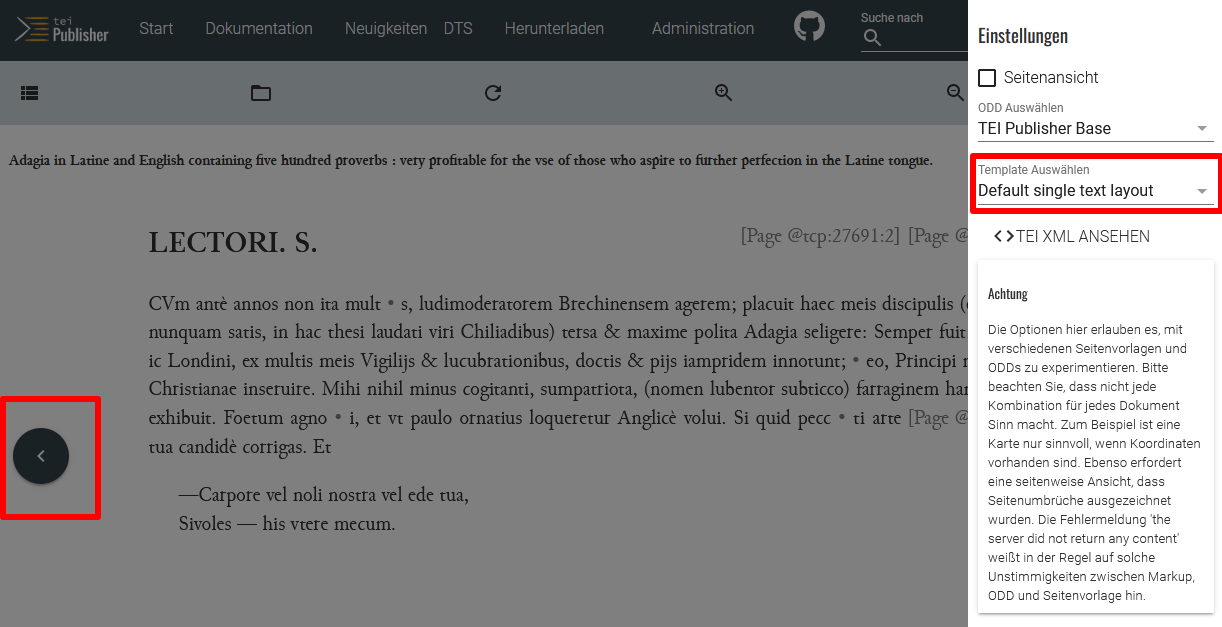 tei
Publisher
Start
Dokumentation
Neuigkeiten
DTS
Herunterladen
Administration
Suche nach
Adagia in Latine and English containing five hundred proverbs : very profitable for the vse of those who aspire to further perfection in the Latine tongue.
LECTORI. S.
[Page @tcp:27691:2] [Page @
CVm antè annos non ita mult • s, ludimoderatorem Brechinensem agerem; placuit haec meis discipulis (
nunquam satis, in hac thesi laudati viri Chiliadibus) tersa & maxime polita Adagia seligere: Semper fuit
ic Londini, ex multis meis Vigilijs & lucubrationibus, doctis & pijs iampridem innotunt; • eo, Principi
Christianae inseruire. Mihi nihil minus cogitanti, sumpatriota, (nomen lubentor subticco) farraginem har
exhibuit. Foetum agno • i, et vt paulo ornatius loqueretur Anglicè volui. Si quid pecc • ti arte [Page @
tua candidè corrigas. Et
—Carpore vel noli nostra vel ede tua,
Sivoles — his vtere mecum.
Einstellungen
Seitenansicht
ODD Auswählen
TEI Publisher Base
Template Auswählen
Default single text layout
TEI XML ANSEHEN
Achtung
Die Optionen hier erlauben es, mit
verschiedenen Seitenvorlagen und
ODDs zu experimentieren. Bitte
beachten Sie, dass nicht jede
Kombination für jedes Dokument
Sinn macht. Zum Beispiel ist eine
Karte nur sinnvoll, wenn Koordinaten
vorhanden sind. Ebenso erfordert
eine seitenweise Ansicht, dass
Seitenumbrüche ausgezeichnet
wurden. Die Fehlermeldung 'the
server did not return any content'
weißt in der Regel auf solche
Unstimmigkeiten zwischen Markup,
ODD und Seitenvorlage hin.